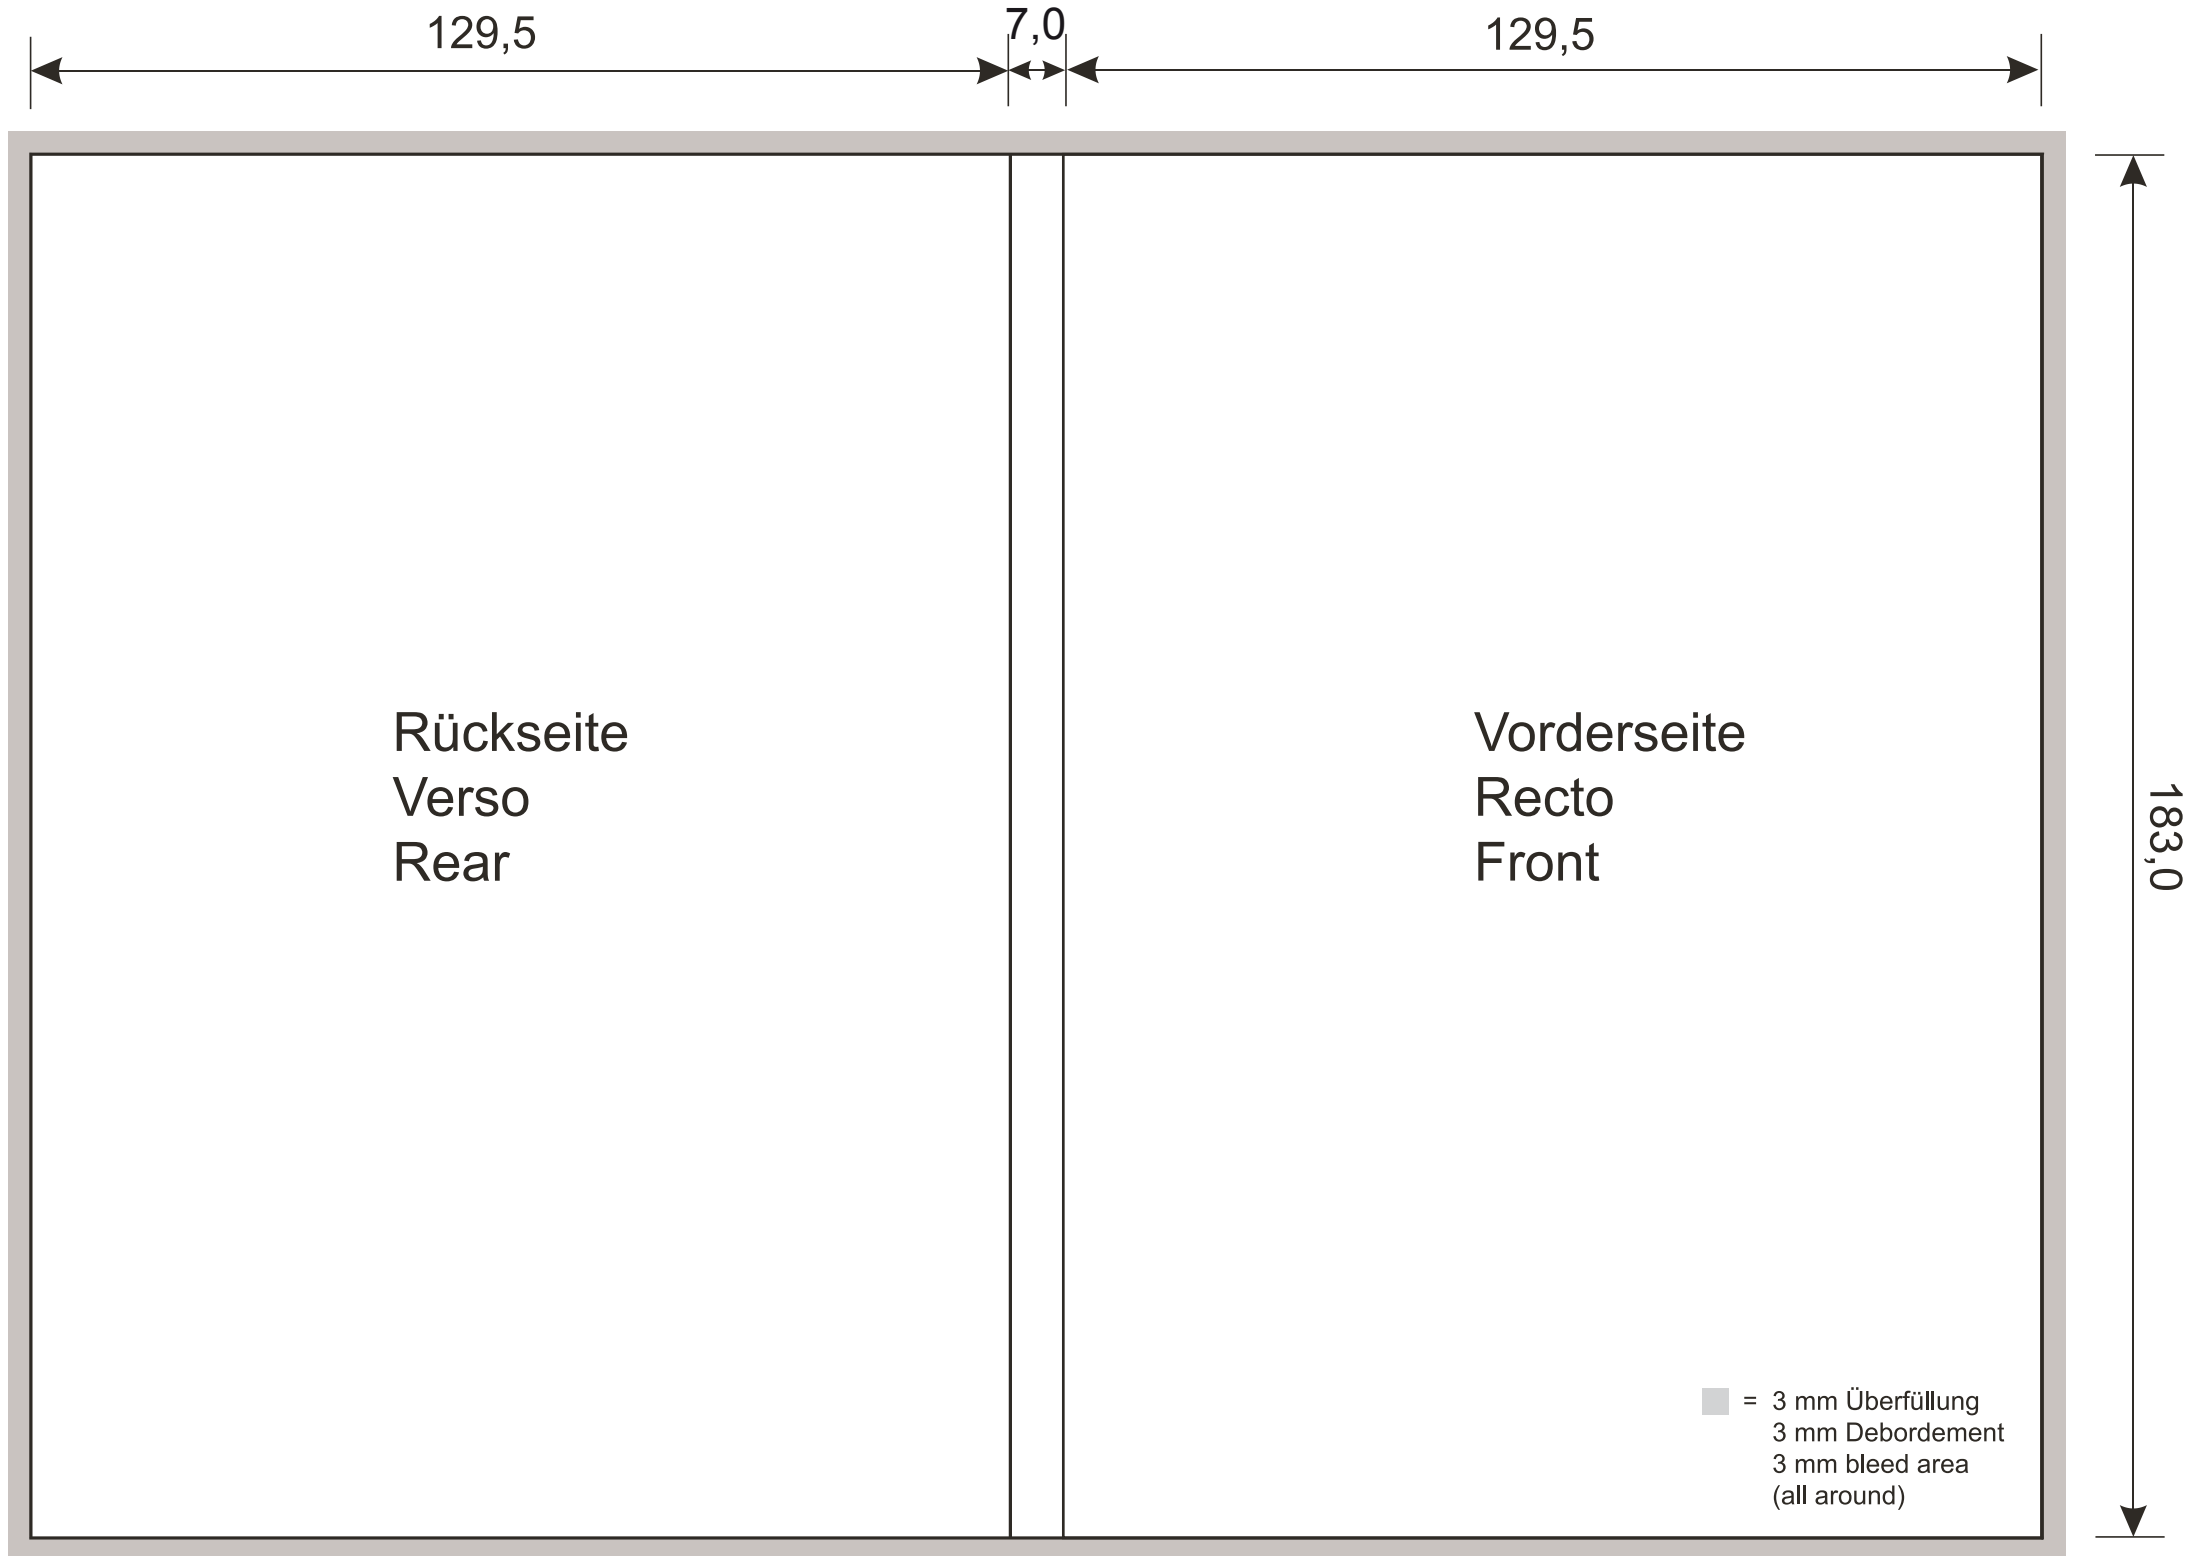 129,5
7,0
129,5
Rückseite
Verso
Rear
Vorderseite
Recto
Front
183,0
= 3 mm Überfüllung
3 mm Debordement
3 mm bleed area
(all around)